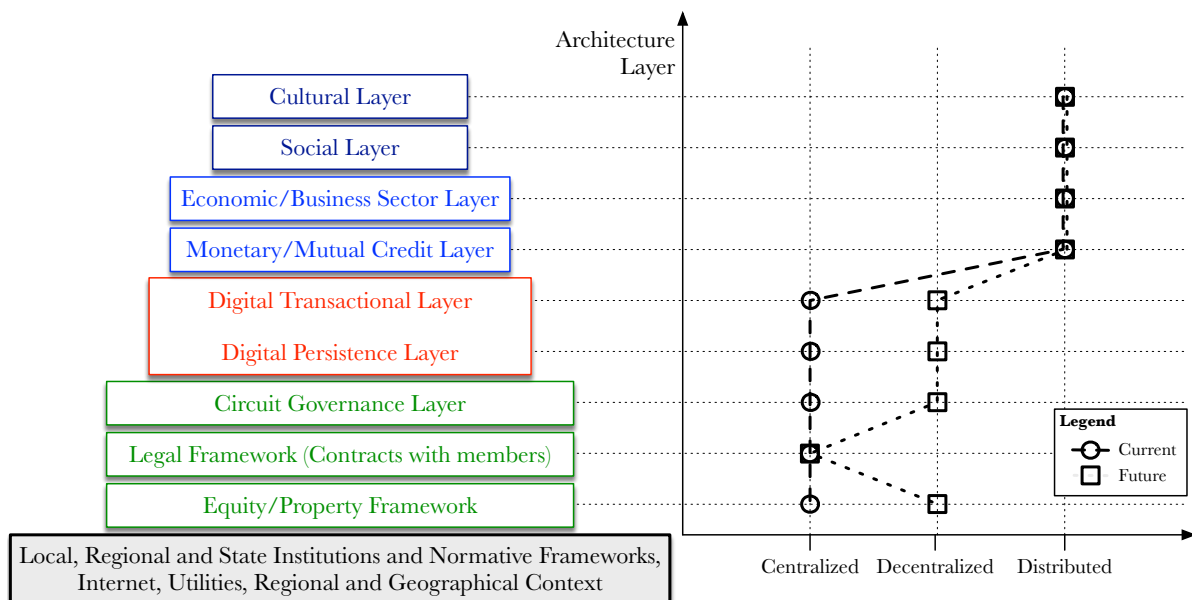 Architecture
Layer
Cultural Layer
Social Layer
Economic/Business Sector Layer
Monetary/Mutual Credit Layer
Digital Transactional Layer
Digital Persistence Layer
Circuit Governance Layer
Legal Framework (Contracts with members)
Equity/Property Framework
Local, Regional and State Institutions and Normative Frameworks,
Internet, Utilities, Regional and Geographical Context
Legend
Current
Future
Centralized
Decentralized
Distributed